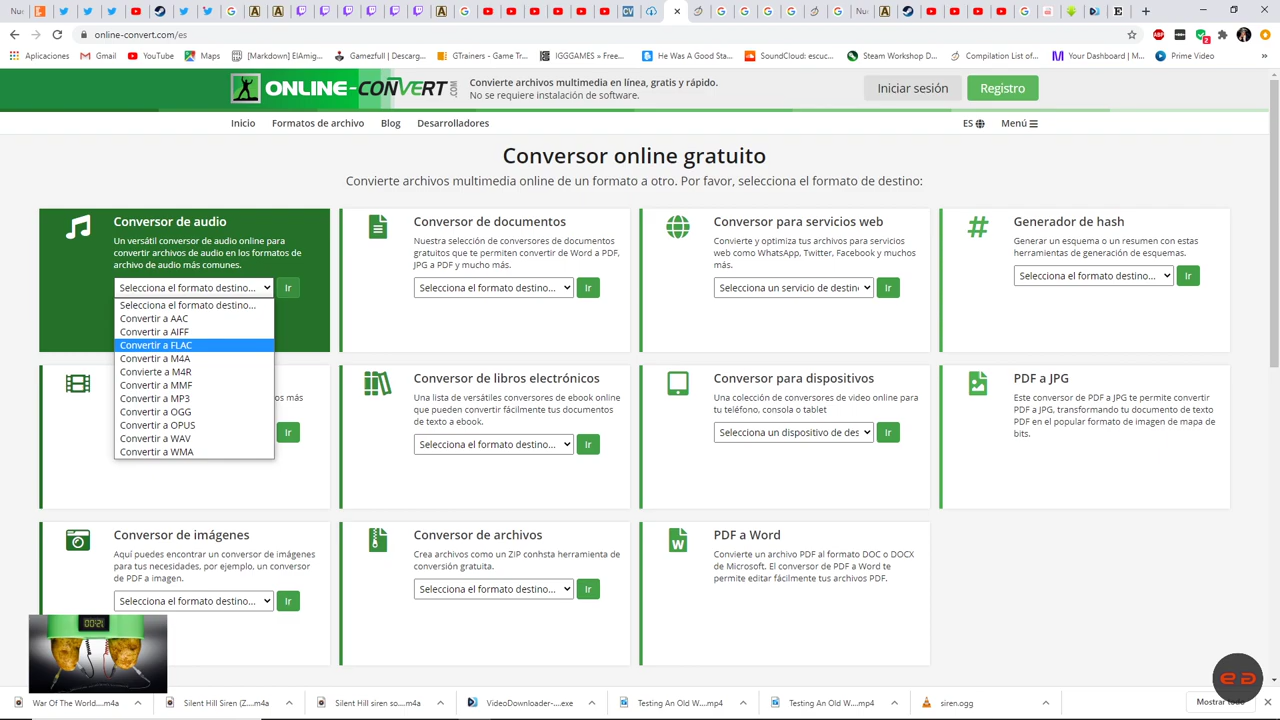 Nue
online-convert.com/es
Aplicaciones
Gmail
YouTube
Maps
[Markdown] ElAmig...
Gamezfull | Descarg...
GTrainers - Game Tr...
IGGGAMES » Free...
He Was A Good Sta...
SoundCloud: escuc...
Steam Workshop D...
Compilation List of...
Your Dashboard | M...
Prime Video
»
ONLINE-CONVERT.COM
Convierte archivos multimedia en línea, gratis y rápido.
No se requiere instalación de software.
Iniciar sesión
Registro
Inicio
Formatos de archivo
Blog
Desarrolladores
ES
Menú
Conversor online gratuito
Convierte archivos multimedia online de un formato a otro. Por favor, selecciona el formato de destino:
Conversor de audio
Un versátil conversor de audio online para
convertir archivos de audio en los formatos de
archivo de audio más comunes.
Selecciona el formato destino...
Ir
Selecciona el formato destino...
Convertir a AAC
Convertir a AIFF
Convertir a FLAC
Convertir a M4A
Convierte a M4R
Convertir a MMF
Convertir a MP3
Convertir a OGG
Convertir a OPUS
Convertir a WAV
Convertir a WMA
Conversor de documentos
Nuestra selección de conversores de documentos
gratuitos que te permiten convertir de Word a PDF,
JPG a PDF y mucho más.
Selecciona el formato destino...
Ir
Conversor para servicios web
Convierte y optimiza tus archivos para servicios
web como WhatsApp, Twitter, Facebook y muchos
más.
Selecciona un servicio de destino
Ir
Generador de hash
Generar un esquema o un resumen con estas
herramientas de generación de esquemas.
Selecciona el formato destino...
Ir
os más
Ir
Conversor de libros electrónicos
Una lista de versátiles conversores de ebook online
que pueden convertir fácilmente tus documentos
de texto a ebook.
Selecciona el formato destino...
Ir
Conversor para dispositivos
Una colección de conversores de video online para
tu teléfono, consola o tablet
Selecciona un dispositivo de des
Ir
PDF a JPG
Este conversor de PDF a JPG te permite convertir
PDF a JPG, transformando tu documento de texto
PDF en el popular formato de imagen de mapa de
bits.
Conversor de imágenes
Aquí puedes encontrar un conversor de imágenes
para tus necesidades, por ejemplo, un conversor
de PDF a imagen.
Selecciona el formato destino...
Ir
Conversor de archivos
Crea archivos como un ZIP conhsta herramienta de
conversión gratuita.
Selecciona el formato destino...
Ir
PDF a Word
Convierte un archivo PDF al formato DOC o DOCX
de Microsoft. El conversor de PDF a Word te
permite editar fácilmente tus archivos PDF.
War Of The World....m4a
Silent Hill Siren (Z....m4a
Silent Hill siren so....m4a
VideoDownloader-....exe
Testing An Old W....mp4
Testing An Old W....mp4
siren.ogg
Mostrar todo